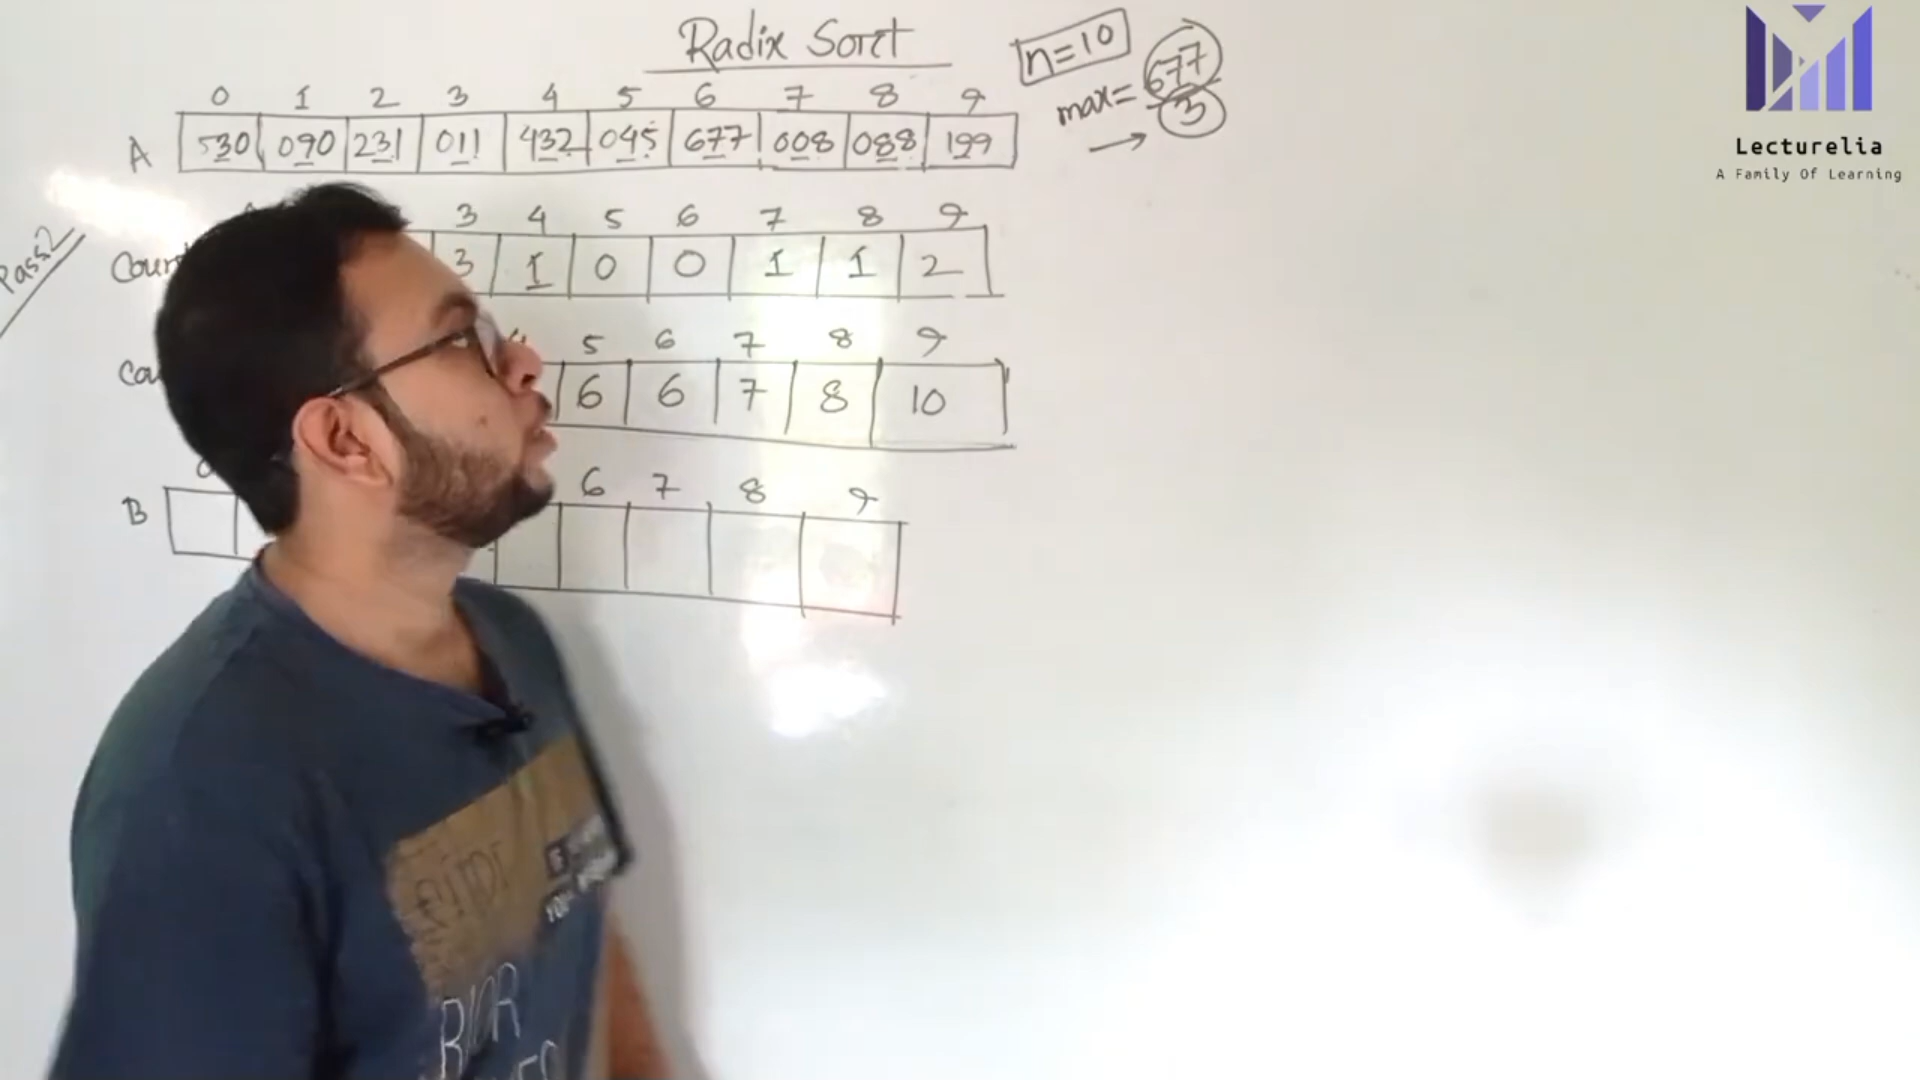 Radix Sort
n=10
max= 677
→ 3
0 1 2 3 4 5 6 7 8 9
A 530 090 231 011 432 045 677 008 088 199
Pass2
3 4 5 6 7 8 9
3 1 0 0 1 1 2
5 6 7 8 9
6 6 7 8 10
6 7 8 9
B
Lecturelia
A Family Of Learning